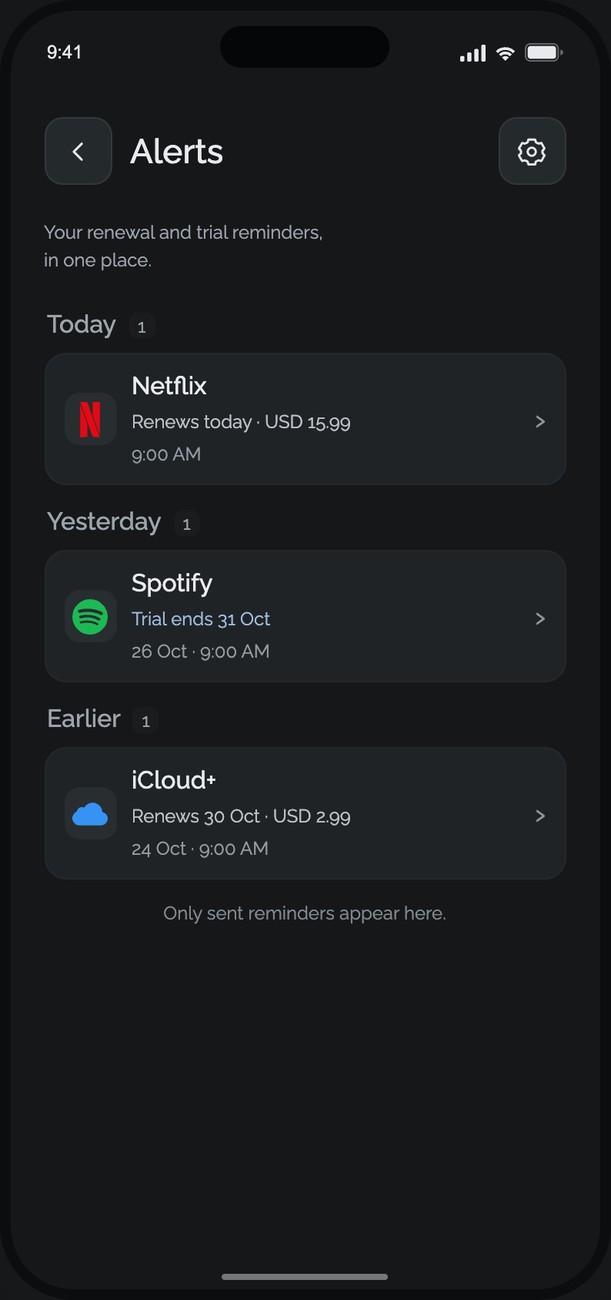 9:41
Alerts
Your renewal and trial reminders,
in one place.
Today 1
Netflix
Renews today · USD 15.99
9:00 AM
Yesterday 1
Spotify
Trial ends 31 Oct
26 Oct · 9:00 AM
Earlier 1
iCloud+
Renews 30 Oct · USD 2.99
24 Oct · 9:00 AM
Only sent reminders appear here.